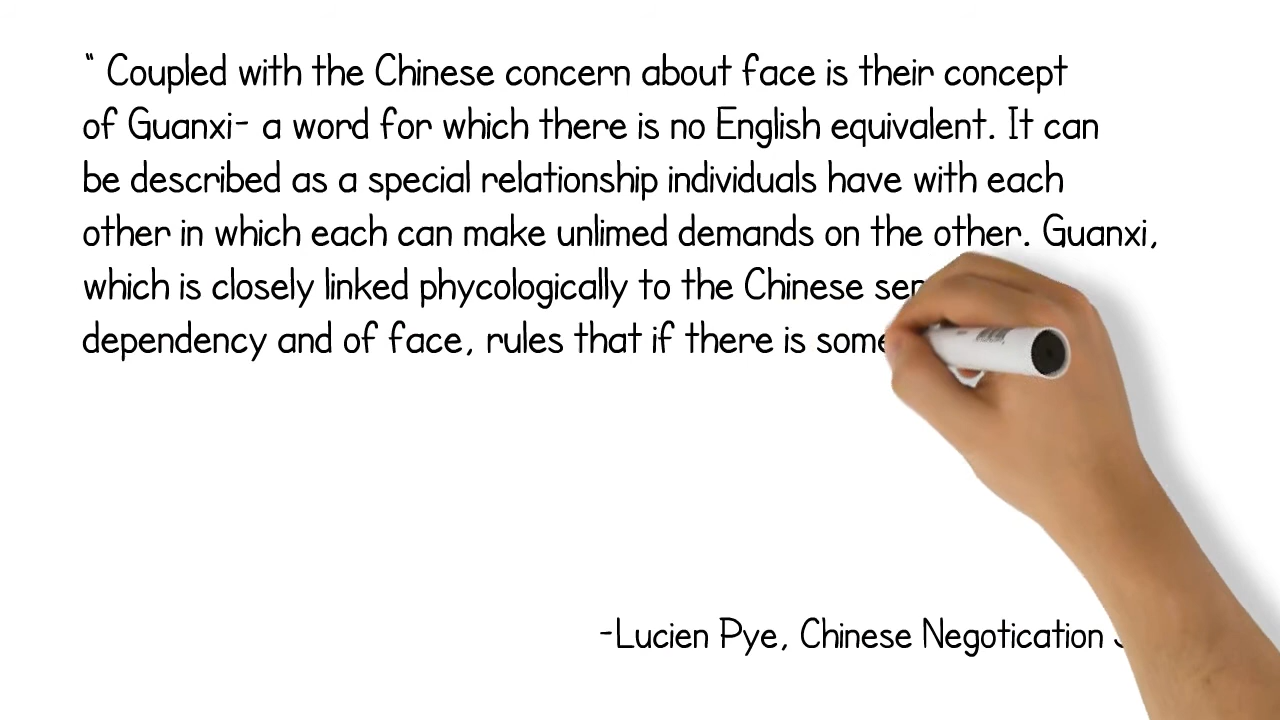 “ Coupled with the Chinese concern about face is their concept
of Guanxi- a word for which there is no English equivalent. It can
be described as a special relationship individuals have with each
other in which each can make unlimed demands on the other. Guanxi,
which is closely linked phycologically to the Chinese
dependency and of face, rules that if there is some
-Lucien Pye, Chinese Negotication